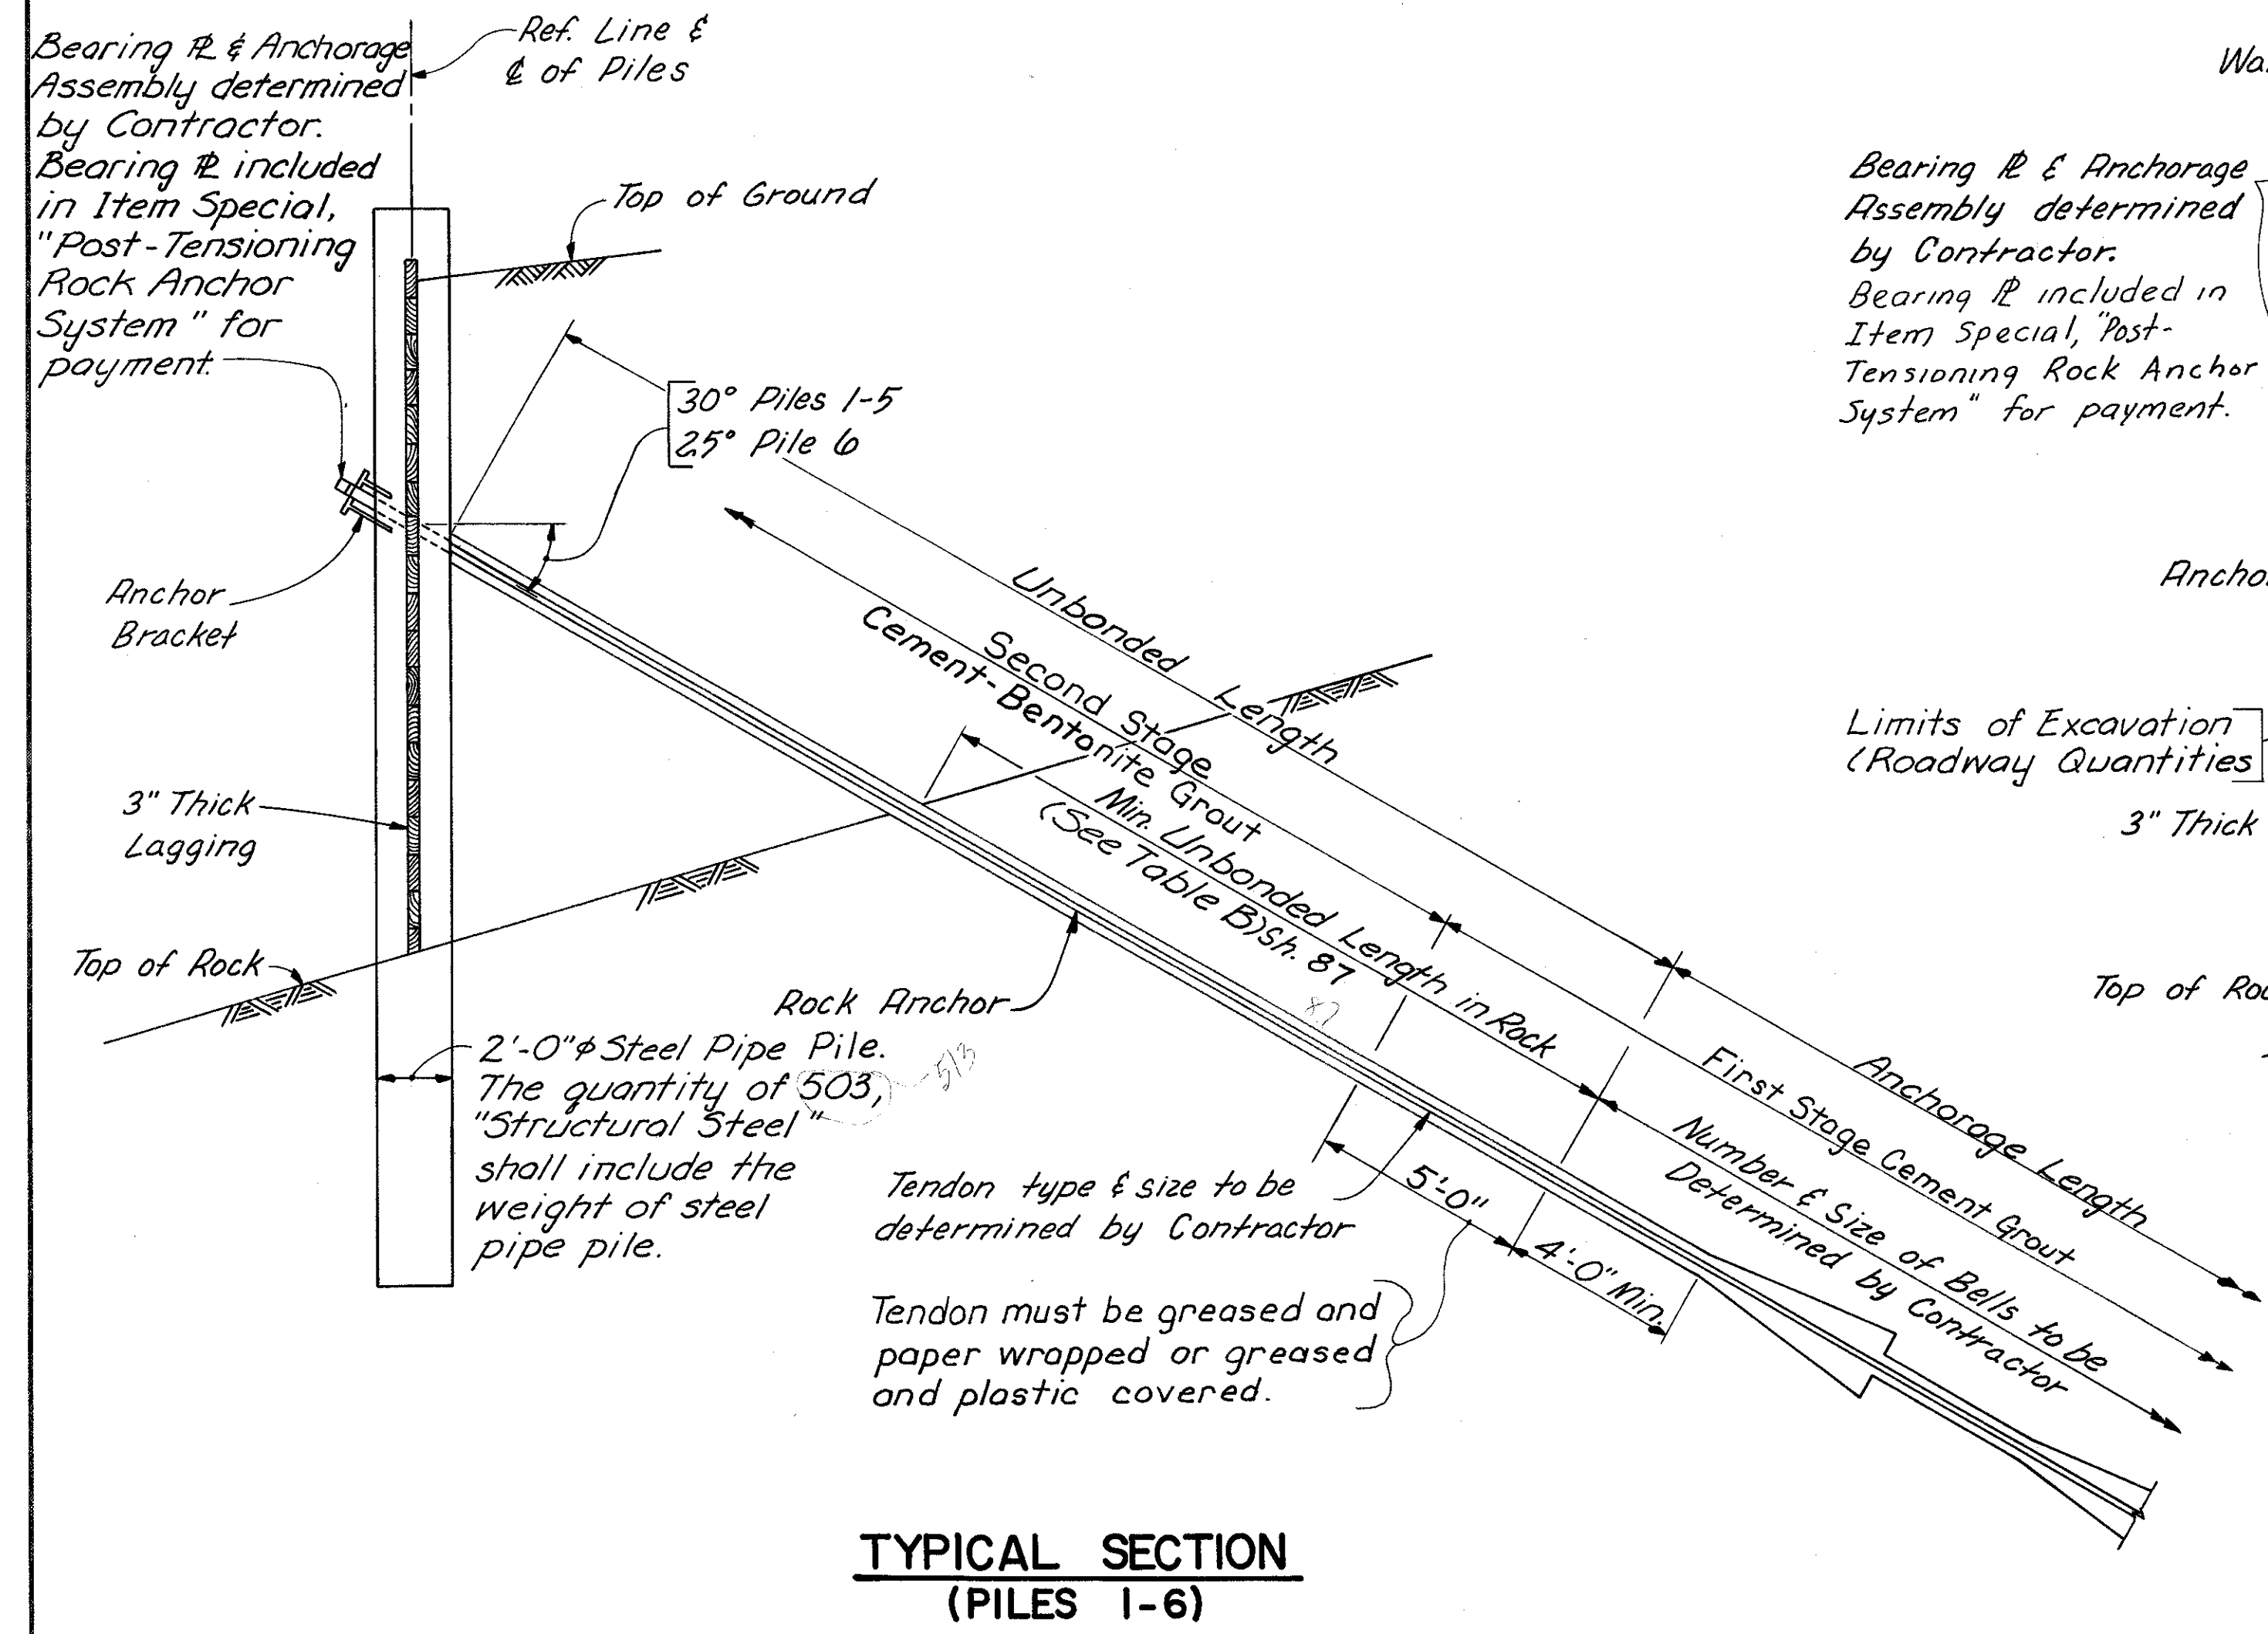 Bearing ℙ & Anchorage
Assembly determined
by Contractor.
Bearing ℙ included
in Item Special,
"Post-Tensioning
Rock Anchor
System" for
payment.
Ref. Line &
℄ of Piles
Top of Ground
30° Piles 1-5
25° Pile 6
Unbonded Length
Second Stage
Cement-Bentonite Grout
Min. Unbonded Length in Rock
(See Table B) Sh. 87
87
Anchor
Bracket
3" Thick
Lagging
Top of Rock
Rock Anchor
2'-0"φ Steel Pipe Pile.
The quantity of 503,
"Structural Steel"
shall include the
weight of steel
pipe pile.
513
Anchorage Length
First Stage Cement Grout
Number & Size of Bells to be
Determined by Contractor
Tendon type & size to be
determined by Contractor
5'-0"
4'-0" Min.
Tendon must be greased and
paper wrapped or greased
and plastic covered.
TYPICAL SECTION
(PILES 1-6)
Wa
Bearing ℙ & Anchorage
Assembly determined
by Contractor.
Bearing ℙ included in
Item Special, "Post-
Tensioning Rock Anchor
System" for payment.
Ancho
Limits of Excavation
(Roadway Quantities
3" Thick
Top of Ro